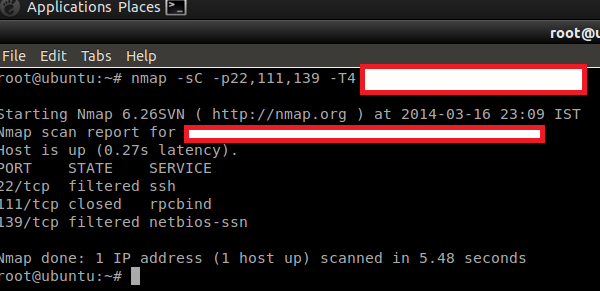 Applications Places
root@u
File Edit Tabs Help
root@ubuntu:~# nmap -sC -p22,111,139 -T4
Starting Nmap 6.26SVN ( http://nmap.org ) at 2014-03-16 23:09 IST
Nmap scan report for
Host is up (0.27s latency).
PORT STATE SERVICE
22/tcp filtered ssh
111/tcp closed rpcbind
139/tcp filtered netbios-ssn
Nmap done: 1 IP address (1 host up) scanned in 5.48 seconds
root@ubuntu:~#